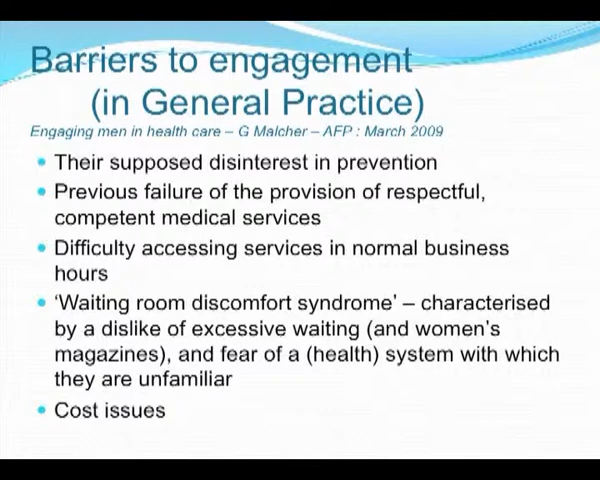 Barriers to engagement
(in General Practice)
Engaging men in health care – G Malcher – AFP : March 2009
• Their supposed disinterest in prevention
• Previous failure of the provision of respectful,
competent medical services
• Difficulty accessing services in normal business
hours
• ‘Waiting room discomfort syndrome’ – characterised
by a dislike of excessive waiting (and women’s
magazines), and fear of a (health) system with which
they are unfamiliar
• Cost issues